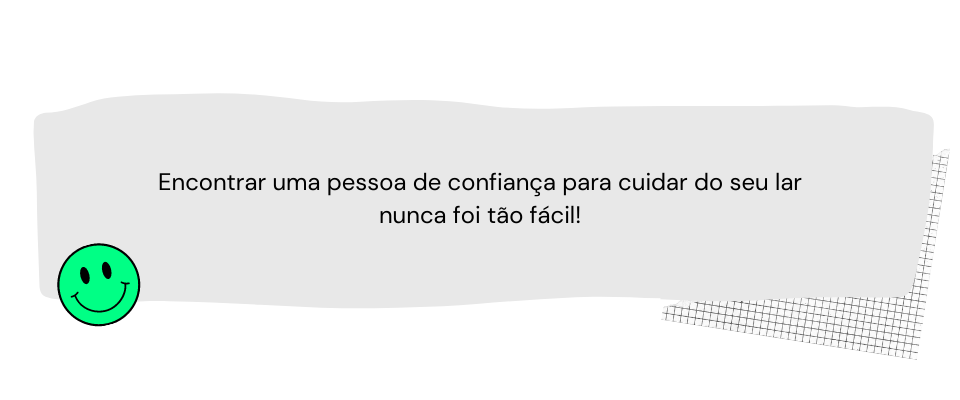 Encontrar uma pessoa de confiança para cuidar do seu lar
nunca foi tão fácil!